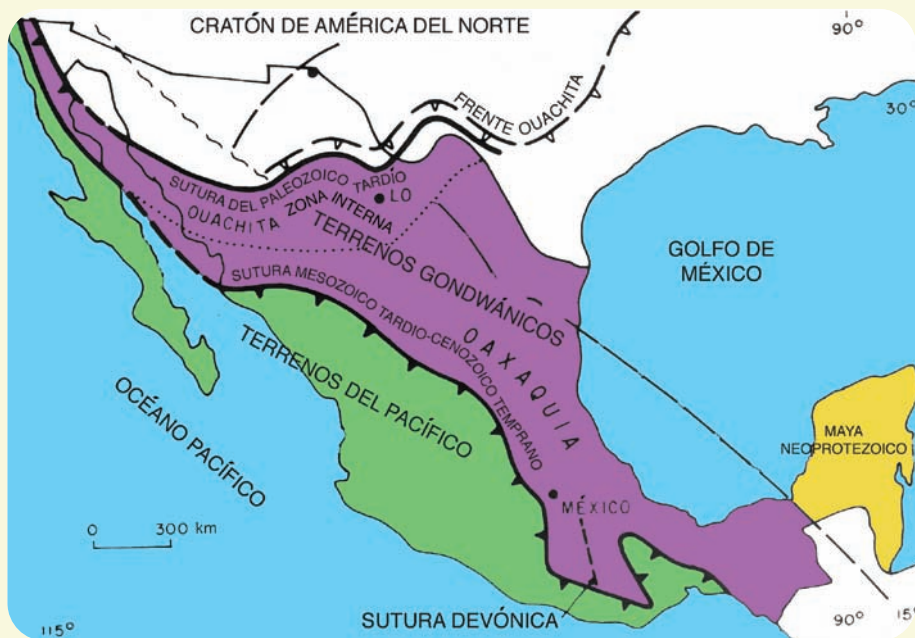 CRATÓN DE AMÉRICA DEL NORTE
90°
30°
FRENTE OUACHITA
SUTURA DEL PALEOZOICO TARDÍO
LO
OUACHITA ZONA INTERNA
TERRENOS GONDWÁNICOS
GOLFO DE
MÉXICO
SUTURA MESOZOICO TARDIO-CENOZOICO TEMPRANO
OAXAQUIA
TERRENOS DEL PACÍFICO
OCÉANO PACÍFICO
MAYA
NEOPROTEZOICO
MÉXICO
0 300 km
SUTURA DEVÓNICA
115°
90°
15°